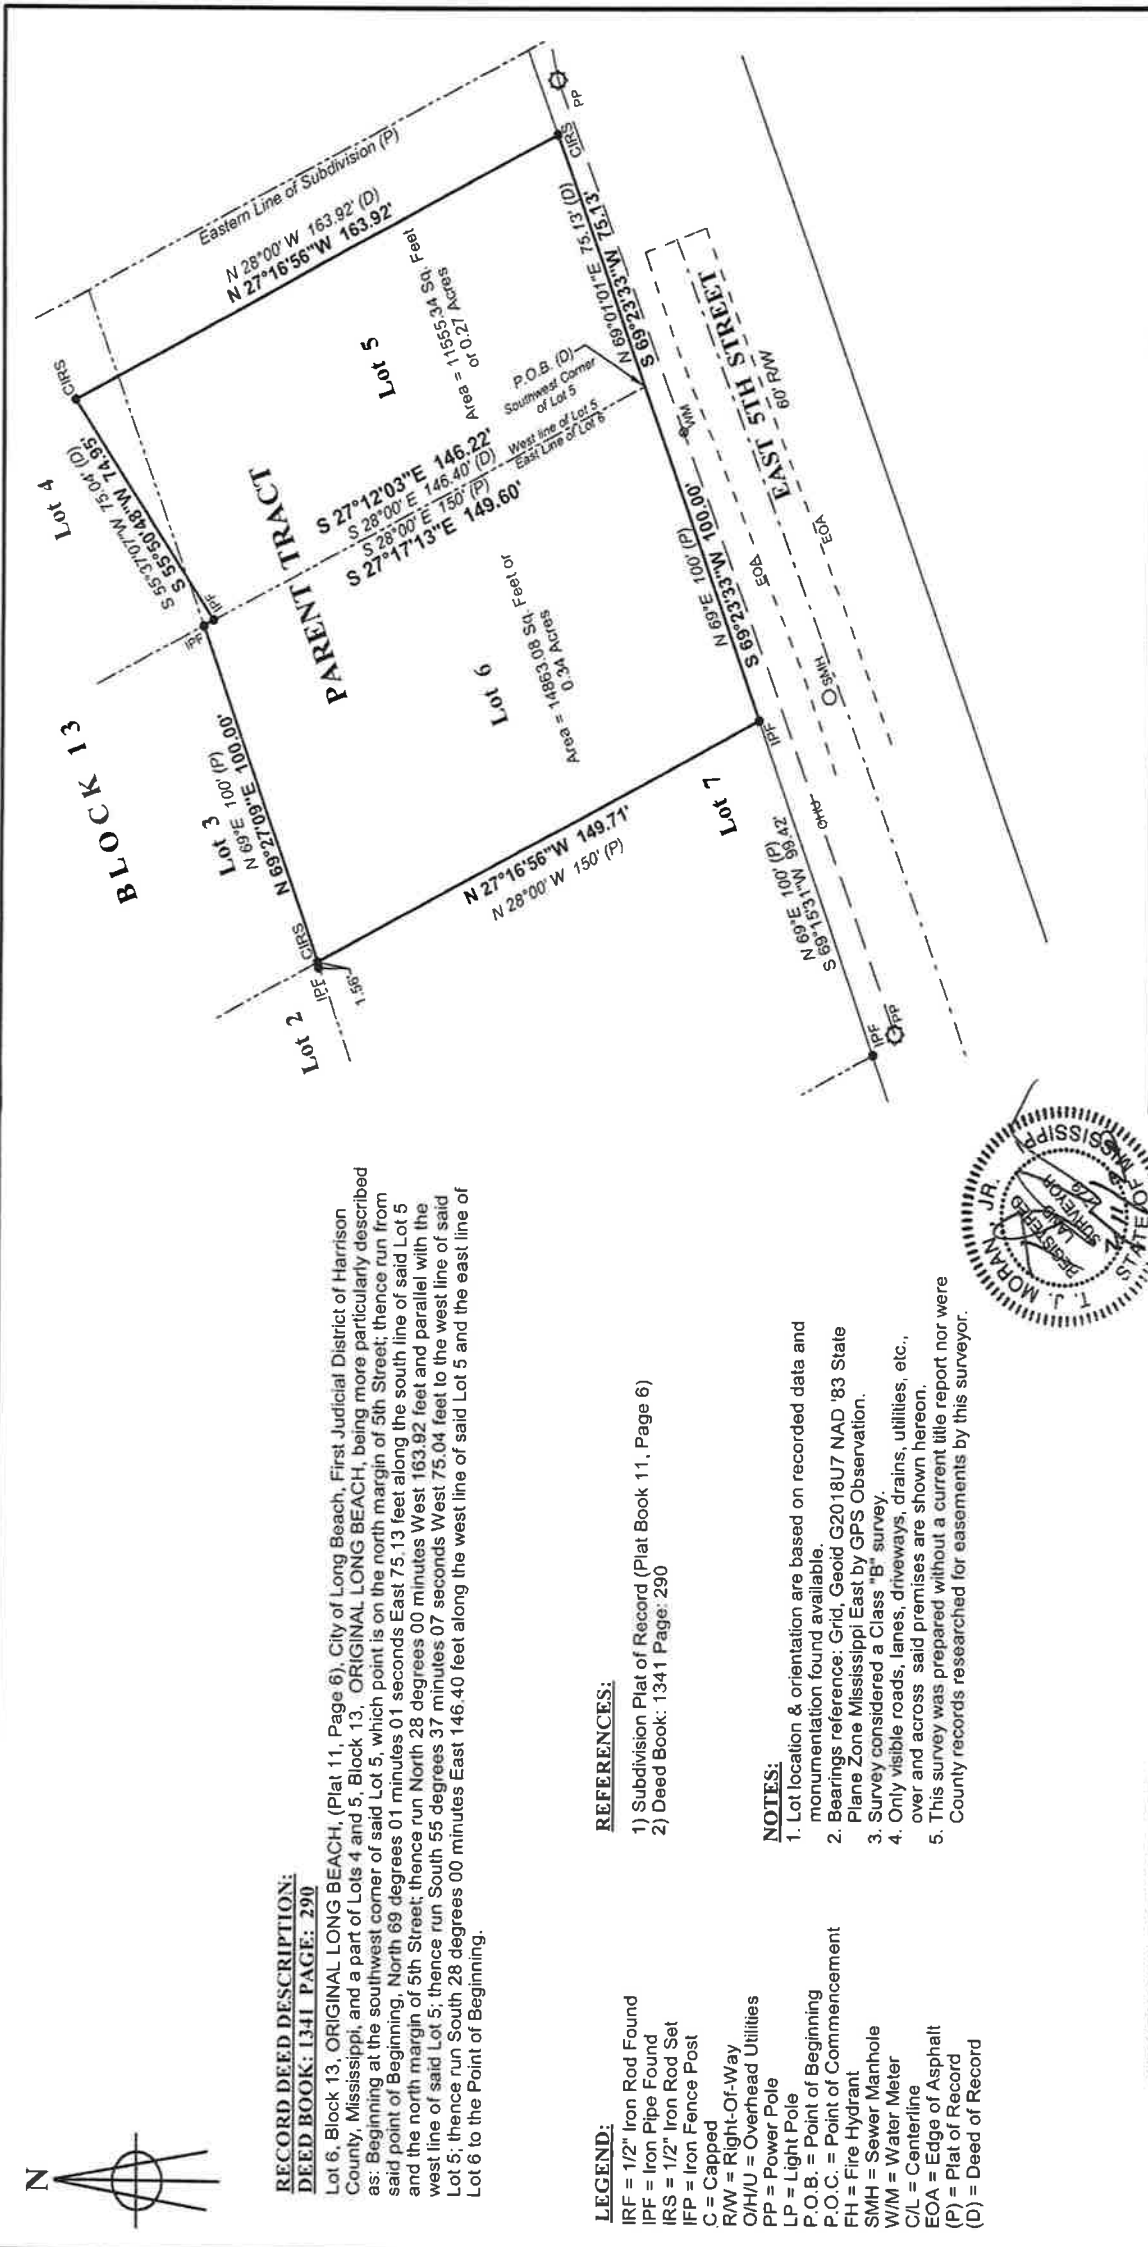 N
RECORD DEED DESCRIPTION:
DEED BOOK: 1341 PAGE: 290
Lot 6, Block 13, ORIGINAL LONG BEACH, (Plat 11, Page 6), City of Long Beach, First Judicial District of Harrison
County, Mississippi, and a part of Lots 4 and 5, Block 13, ORIGINAL LONG BEACH, being more particularly described
as: Beginning at the southwest corner of said Lot 5, which point is on the north margin of 5th Street; thence run from
said point of Beginning, North 69 degrees 01 minutes 01 seconds East 75.13 feet along the south line of said Lot 5
and the north margin of 5th Street; thence run North 28 degrees 00 minutes West 163.92 feet and parallel with the
west line of said Lot 5; thence run South 55 degrees 37 minutes 07 seconds West 75.04 feet to the west line of said
Lot 5; thence run South 28 degrees 00 minutes East 146.40 feet along the west line of said Lot 5 and the east line of
Lot 6 to the Point of Beginning.
LEGEND:
IRF = 1/2" Iron Rod Found
IPF = Iron Pipe Found
IRS = 1/2" Iron Rod Set
IFP = Iron Fence Post
C = Capped
R/W = Right-Of-Way
O/H/U = Overhead Utilities
PP = Power Pole
LP = Light Pole
P.O.B. = Point of Beginning
P.O.C. = Point of Commencement
FH = Fire Hydrant
SMH = Sewer Manhole
W/M = Water Meter
C/L = Centerline
EOA = Edge of Asphalt
(P) = Plat of Record
(D) = Deed of Record
REFERENCES:
1) Subdivision Plat of Record (Plat Book 11, Page 6)
2) Deed Book: 1341 Page: 290
NOTES:
1. Lot location & orientation are based on recorded data and
monumentation found available.
2. Bearings reference: Grid, Geoid G2018U7 NAD '83 State
Plane Zone Mississippi East by GPS Observation.
3. Survey considered a Class "B" survey.
4. Only visible roads, lanes, driveways, drains, utilities, etc.,
over and across said premises are shown hereon.
5. This survey was prepared without a current title report nor were
County records researched for easements by this surveyor.
T. J. MORAN, JR.
REGISTERED
LAND
SURVEYOR
STATE OF MISSISSIPPI
BLOCK 13
Lot 2
IPF
CIRS
1.56'
Lot 3
N 69°E 100' (P)
N 69°27'09"E 100.00'
IPF
IPF
Lot 4
S 55°37'07"W 75.04' (D)
S 55°50'48"W 74.95'
CIRS
Eastern Line of Subdivision (P)
N 28°00' W 163.92' (D)
N 27°16'56"W 163.92'
PARENT TRACT
Lot 5
Area = 11555.34 Sq. Feet
or 0.27 Acres
S 27°12'03"E 146.22'
S 28°00' E 146.40' (D)
S 28°00' E 150' (P)
S 27°17'13"E 149.60'
West line of Lot 5
East Line of Lot 6
P.O.B. (D)
Southwest Corner
of Lot 5
Lot 6
Area = 14863.08 Sq. Feet or
0.34 Acres
N 27°16'56"W 149.71'
N 28°00' W 150' (P)
Lot 7
IPF
N 69°E 100' (P)
S 69°23'33"W 100.00'
N 69°01'01"E 75.13' (D)
S 69°23'33"W 75.13'
CIRS
PP
WM
EAST 5TH STREET
60' R/W
EOA
EOA
SMH
OHU
N 69°E 100' (P)
S 69°15'31"W 99.42'
IPF
PP